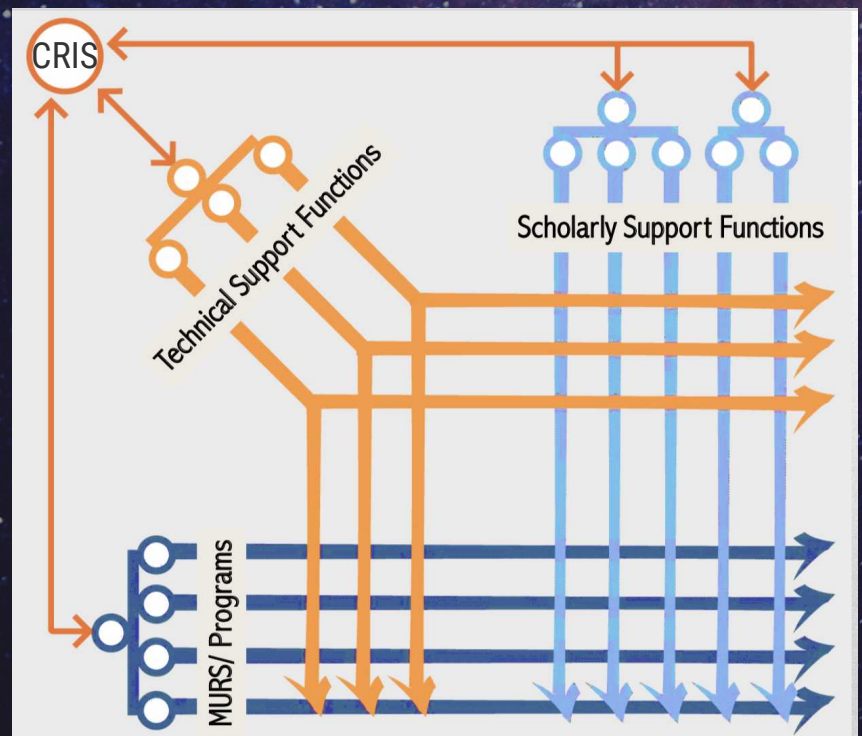 CRIS
Technical Support Functions
Scholarly Support Functions
MURS/ Programs